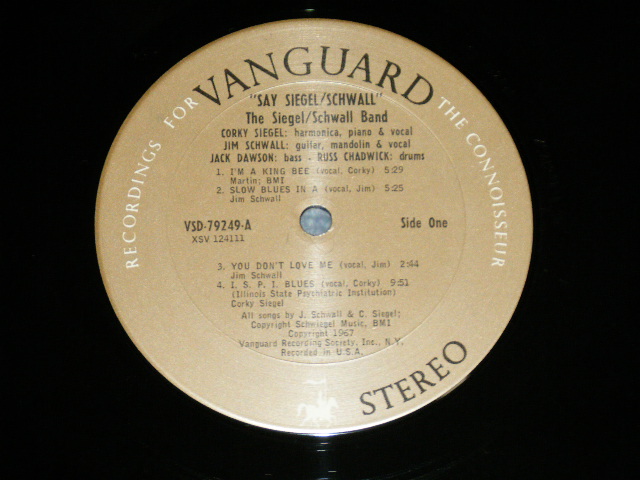 RECORDINGS FOR VANGUARD THE CONNOISSEUR
"SAY SIEGEL/SCHWALL"
The Siegel/Schwall Band
CORKY SIEGEL: harmonica, piano & vocal
JIM SCHWALL: guitar, mandolin & vocal
JACK DAWSON: bass - RUSS CHADWICK: drums
1. I'M A KING BEE (vocal, Corky) 5:29
Martin; BMI
2. SLOW BLUES IN A (vocal, Jim) 5:25
Jim Schwall
VSD-79249-A Side One
XSV 124111
3. YOU DON'T LOVE ME (vocal, Jim) 2:44
Jim Schwall
4. I. S. P. I. BLUES (vocal, Corky) 9:51
(Illinois State Psychiatric Institution)
Corky Siegel
All songs by J. Schwall & C. Siegel;
Copyright Schwiegel Music, BMI
Copyright 1967
Vanguard Recording Society, Inc., N.Y.
Recorded in U.S.A.
STEREO